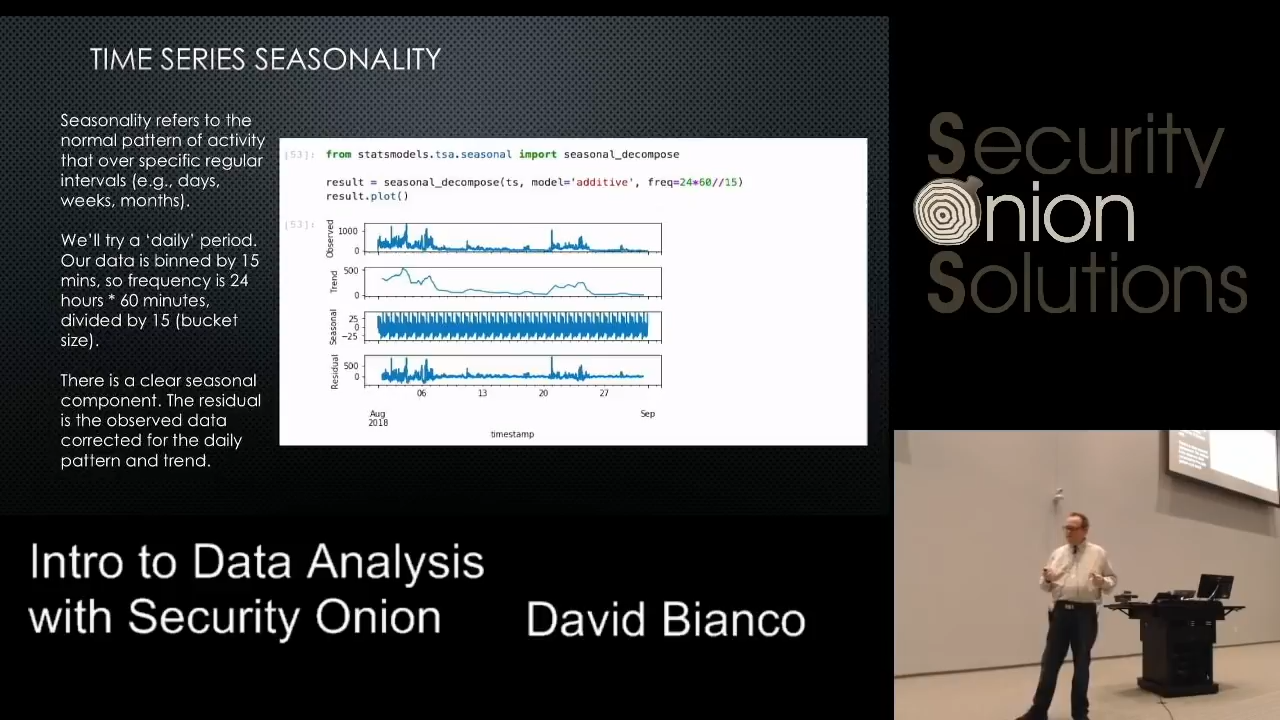 TIME SERIES SEASONALITY
Seasonality refers to the
normal pattern of activity
that over specific regular
intervals (e.g., days,
weeks, months).
We'll try a 'daily' period.
Our data is binned by 15
mins, so frequency is 24
hours * 60 minutes,
divided by 15 (bucket
size).
There is a clear seasonal
component. The residual
is the observed data
corrected for the daily
pattern and trend.
[53]: from statsmodels.tsa.seasonal import seasonal_decompose
result = seasonal_decompose(ts, model='additive', freq=24*60//15)
result.plot()
[53]:
Observed
1000
0
Trend
500
0
Seasonal
25
0
−25
Residual
500
0
06 13 20 27
Aug Sep
2018
timestamp
Security
Onion
Solutions
Intro to Data Analysis
with Security Onion
David Bianco